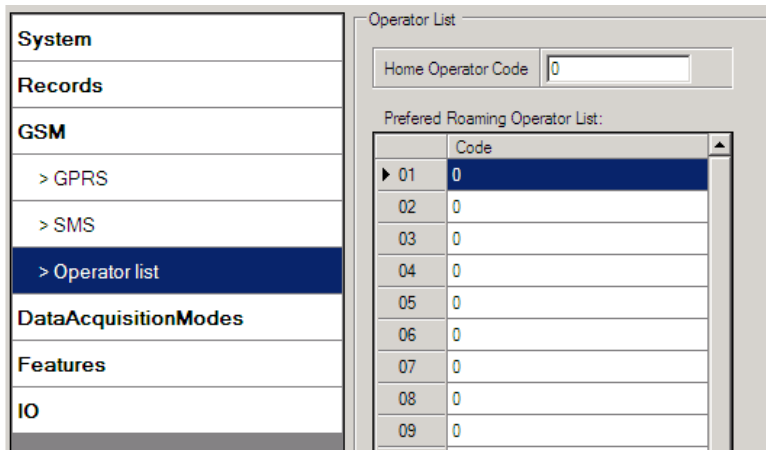 System
Records
GSM
> GPRS
> SMS
> Operator list
DataAcquisitionModes
Features
IO
Operator List
Home Operator Code 0
Prefered Roaming Operator List:
Code
01 0
02 0
03 0
04 0
05 0
06 0
07 0
08 0
09 0